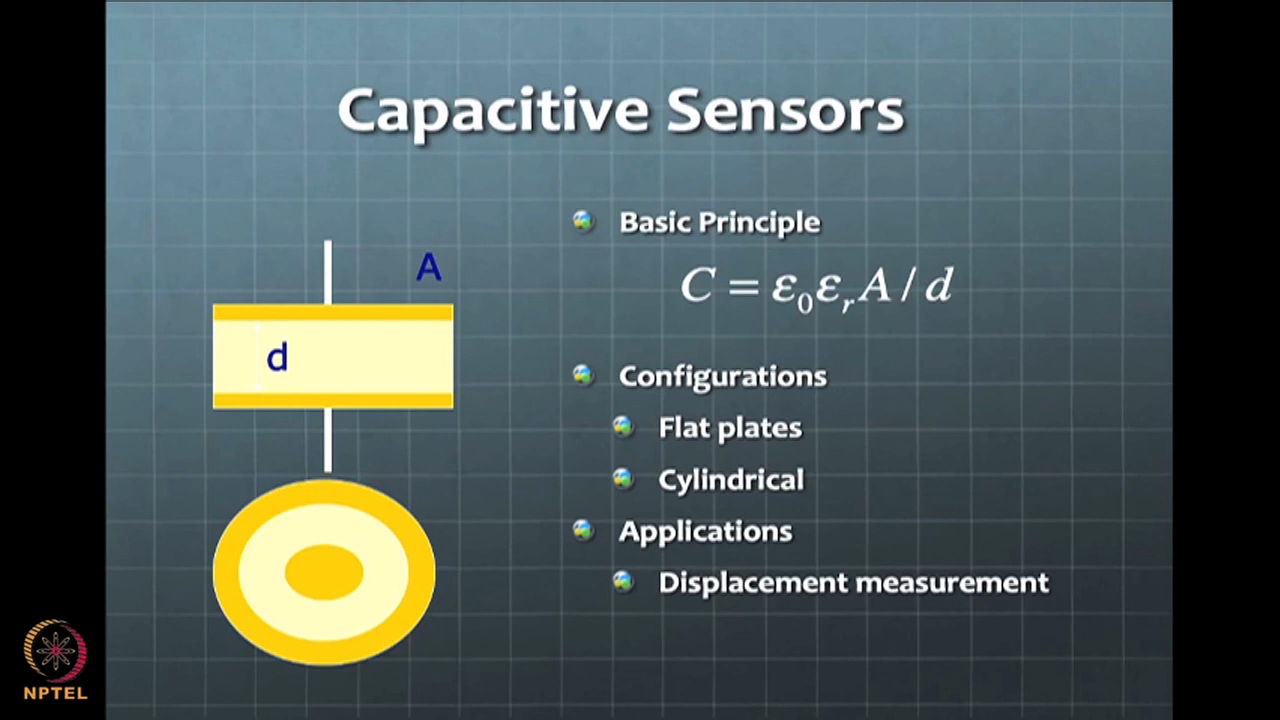 Capacitive Sensors
Basic Principle
C = ε₀εᵣA / d
Configurations
Flat plates
Cylindrical
Applications
Displacement measurement
A
d
NPTEL